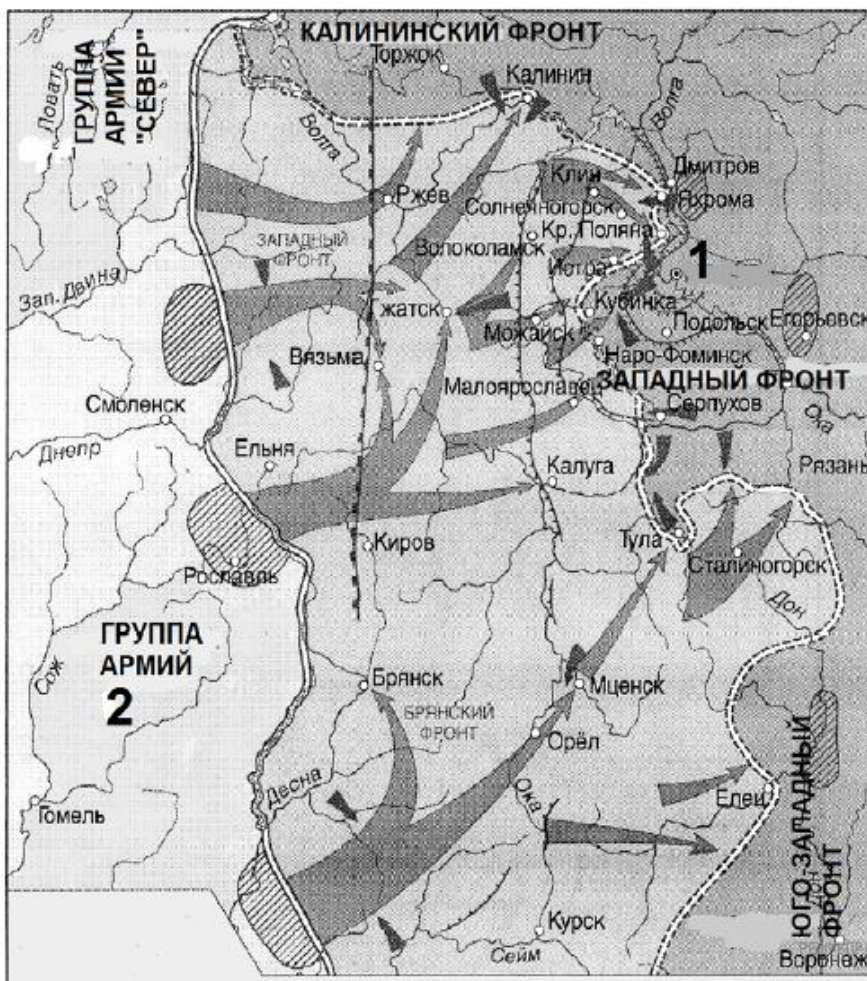 КАЛИНИНСКИЙ ФРОНТ
Торжок
Ловать
ГРУППА
АРМИЙ
"СЕВЕР"
Калинин
Волга
Волга
Дмитров
Клин
Яхрома
Ржев
Солнечногорск
Кр. Поляна
ЗАПАДНЫЙ
ФРОНТ
Волоколамск
Истра
1
Зап. Двина
Гжатск
Кубинка
Можайск
Подольск
Егорьевск
Наро-Фоминск
Вязьма
ЗАПАДНЫЙ ФРОНТ
Малоярославец
Смоленск
Серпухов
Ока
Днепр
Ельня
Калуга
Рязань
Киров
Тула
Сталиногорск
Рославль
Дон
ГРУППА
АРМИЙ
2
Сож
Брянск
Мценск
БРЯНСКИЙ
ФРОНТ
Орёл
Десна
Ока
Елец
Гомель
ЮГО-ЗАПАДНЫЙ
ФРОНТ
Дон
Курск
Сейм
Воронеж